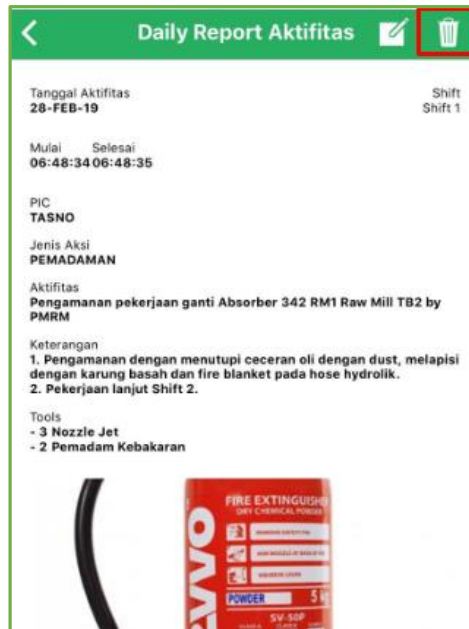 Daily Report Aktifitas
Tanggal Aktifitas Shift
28-FEB-19 Shift 1
Mulai Selesai
06:48:34 06:48:35
PIC
TASNO
Jenis Aksi
PEMADAMAN
Aktifitas
Pengamanan pekerjaan ganti Absorber 342 RM1 Raw Mill TB2 by
PMRM
Keterangan
1. Pengamanan dengan menutupi ceceran oli dengan dust, melapisi
dengan karung basah dan fire blanket pada hose hydrolik.
2. Pekerjaan lanjut Shift 2.
Tools
- 3 Nozzle Jet
- 2 Pemadam Kebakaran
FIRE EXTINGUISHER
DRY CHEMICAL POWDER
POWDER 5
SV-50P